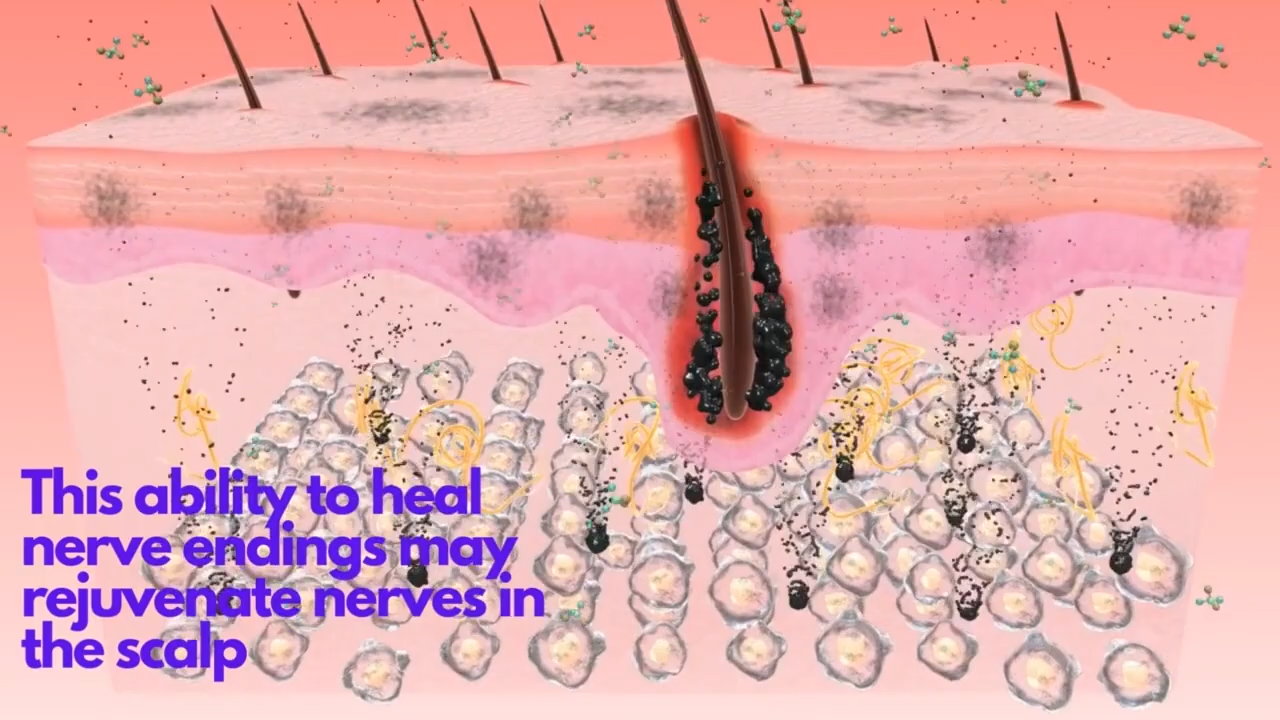 This ability to heal
nerve endings may
rejuvenate nerves in
the scalp